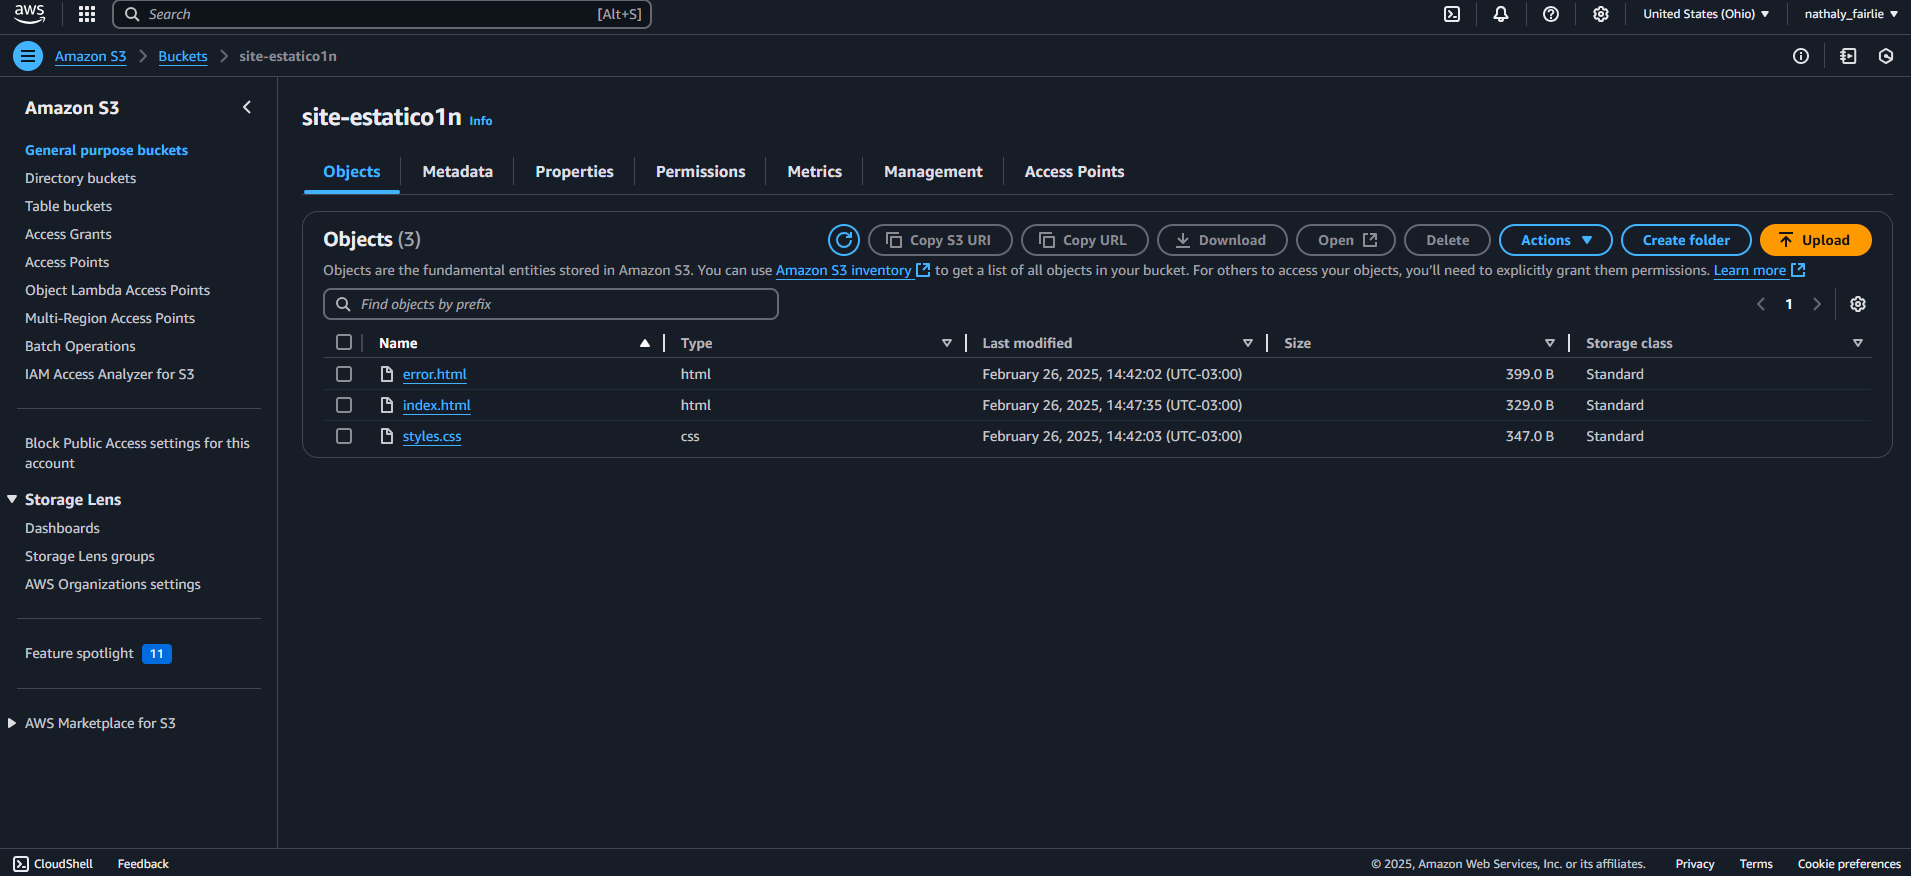 aws
Search [Alt+S]
United States (Ohio)
nathaly_fairlie
Amazon S3
Buckets
site-estatico1n
Amazon S3
General purpose buckets
Directory buckets
Table buckets
Access Grants
Access Points
Object Lambda Access Points
Multi-Region Access Points
Batch Operations
IAM Access Analyzer for S3
Block Public Access settings for this
account
Storage Lens
Dashboards
Storage Lens groups
AWS Organizations settings
Feature spotlight 11
AWS Marketplace for S3
site-estatico1n Info
Objects Metadata Properties Permissions Metrics Management Access Points
Objects (3)
Copy S3 URI Copy URL Download Open Delete Actions Create folder Upload
Objects are the fundamental entities stored in Amazon S3. You can use Amazon S3 inventory to get a list of all objects in your bucket. For others to access your objects, you'll need to explicitly grant them permissions. Learn more
Find objects by prefix
1
Name Type Last modified Size Storage class
error.html html February 26, 2025, 14:42:02 (UTC-03:00) 399.0 B Standard
index.html html February 26, 2025, 14:47:35 (UTC-03:00) 329.0 B Standard
styles.css css February 26, 2025, 14:42:03 (UTC-03:00) 347.0 B Standard
CloudShell Feedback
© 2025, Amazon Web Services, Inc. or its affiliates. Privacy Terms Cookie preferences